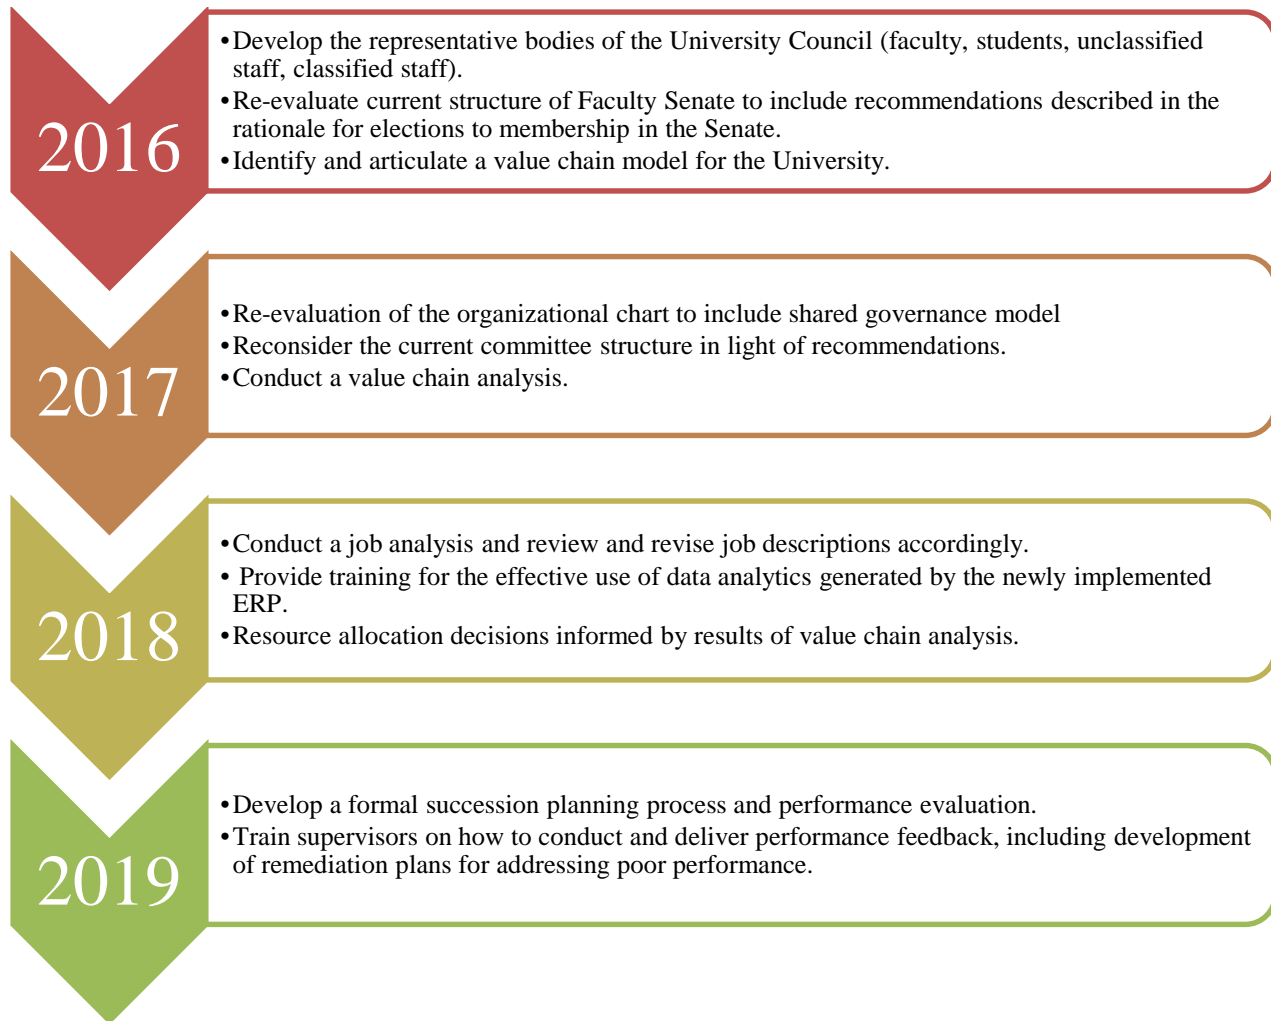 2016
•Develop the representative bodies of the University Council (faculty, students, unclassified
staff, classified staff).
•Re-evaluate current structure of Faculty Senate to include recommendations described in the
rationale for elections to membership in the Senate.
•Identify and articulate a value chain model for the University.
2017
•Re-evaluation of the organizational chart to include shared governance model
•Reconsider the current committee structure in light of recommendations.
•Conduct a value chain analysis.
2018
•Conduct a job analysis and review and revise job descriptions accordingly.
• Provide training for the effective use of data analytics generated by the newly implemented
ERP.
•Resource allocation decisions informed by results of value chain analysis.
2019
•Develop a formal succession planning process and performance evaluation.
•Train supervisors on how to conduct and deliver performance feedback, including development
of remediation plans for addressing poor performance.